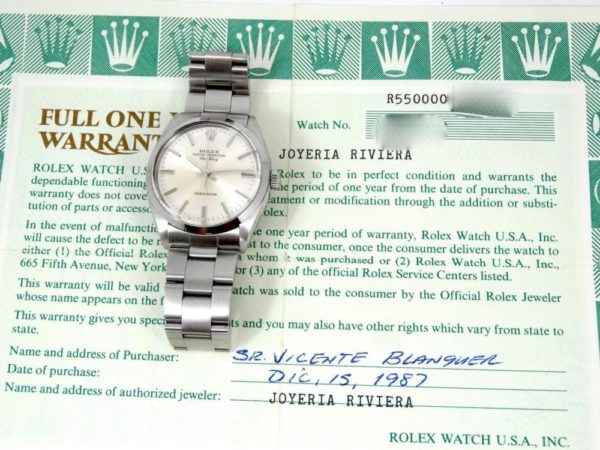 R550000
Watch No.
FULL ONE
WARRANT
JOYERIA RIVIERA
ROLEX WATCH U.S. Rolex to be in perfect condition and warrants the
dependable functioning the period of one year from the date of purchase. This
warranty does not cov atment or modification through the addition or substi-
tution of parts or accesso Rolex.
In the event of malfunc he one year period of warranty, Rolex Watch U.S.A., Inc.
will cause the defect to be re st to the consumer, once the consumer delivers the watch to
either (1) the Official Rolex whom it was purchased or (2) Rolex Watch U.S.A., Inc.
665 Fifth Avenue, New York or (3) any of the official Rolex Service Centers listed.
This warranty will be valid watch was sold to the consumer by the Official Rolex Jeweler
whose name appears on the f
This warranty gives you spec ts and you may also have other rights which vary from state to
state.
Name and address of Purchaser: SR. VICENTE BLANQUER
Date of purchase: DIC, 15, 1987
Name and address of authorized jeweler: JOYERIA RIVIERA
ROLEX WATCH U.S.A., INC.
ROLEX
OYSTER PERPETUAL
Air-King
PRECISION